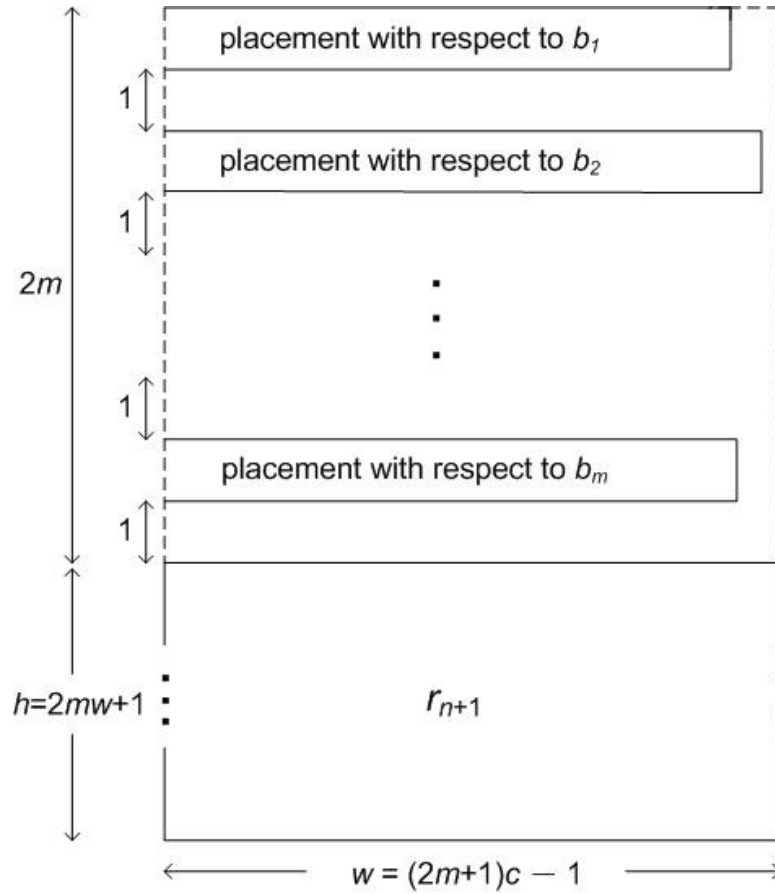 placement with respect to b₁
1
placement with respect to b₂
1
2m
1
placement with respect to bₘ
1
h=2mw+1
rₙ₊₁
w = (2m+1)c − 1